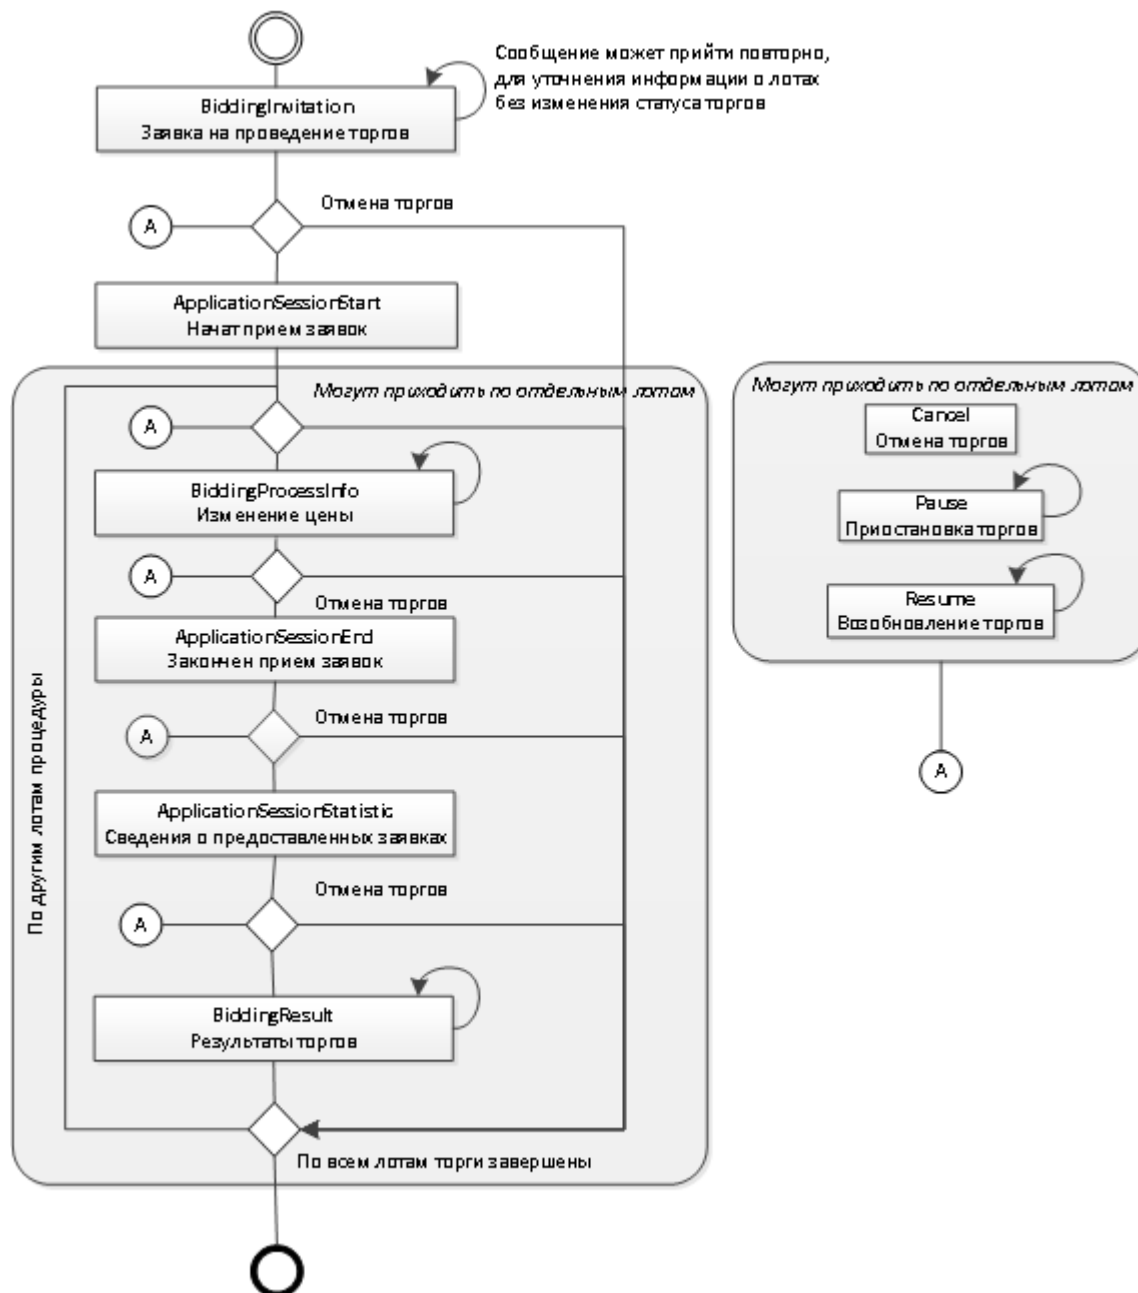 Сообщение может прийти повторно,
для уточнения информации о лотах
без изменения статуса торгов
BiddingInvitation
Заявка на проведение торгов
Отмена торгов
A
ApplicationSessionStart
Начат прием заявок
Могут приходить по отдельным лотам
A
BiddingProcessInfo
Изменение цены
A
Отмена торгов
ApplicationSessionEnd
Закончен прием заявок
Отмена торгов
A
ApplicationSessionStatistic
Сведения о предоставленных заявках
Отмена торгов
A
BiddingResult
Результаты торгов
По всем лотам торги завершены
По другим лотам процедуры
Могут приходить по отдельным лотам
Cancel
Отмена торгов
Pause
Приостановка торгов
Resume
Возобновление торгов
A